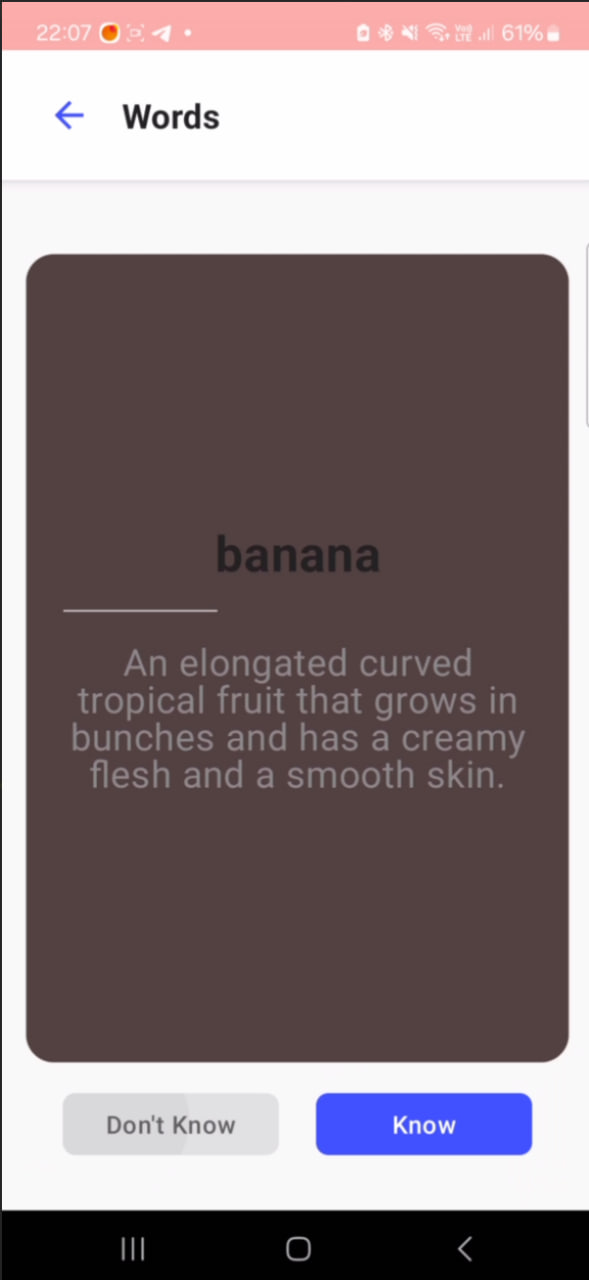 22:07
VoLTE 61%
Words
banana
An elongated curved
tropical fruit that grows in
bunches and has a creamy
flesh and a smooth skin.
Don't Know
Know